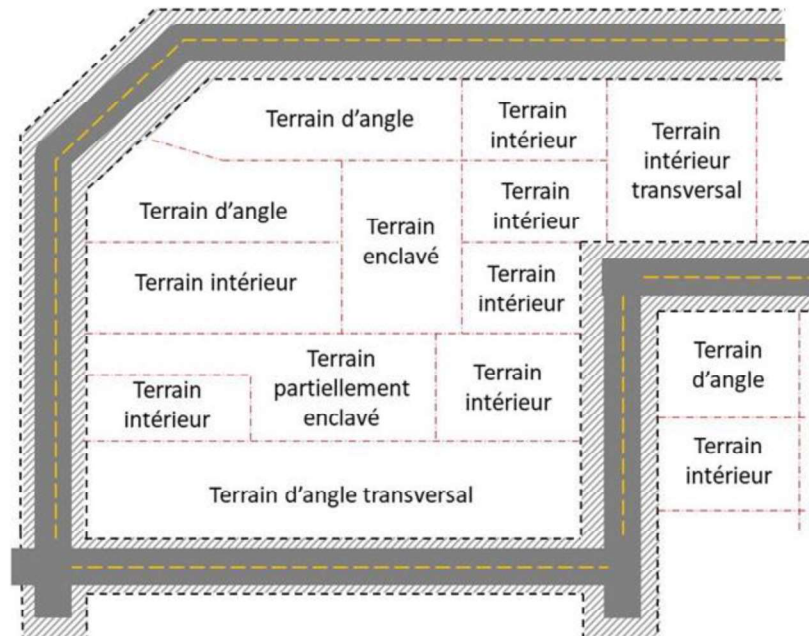 Terrain d'angle
Terrain
intérieur
Terrain
intérieur
transversal
Terrain d'angle
Terrain
enclavé
Terrain
intérieur
Terrain intérieur
Terrain
intérieur
Terrain
intérieur
Terrain
partiellement
enclavé
Terrain
intérieur
Terrain
d'angle
Terrain
intérieur
Terrain d'angle transversal